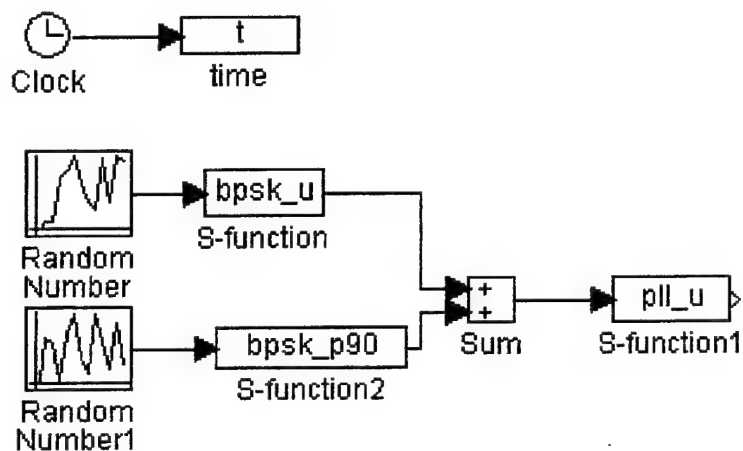 t
Clock
time
bpsk_u
S-function
Random
Number
+
+
pll_u
Sum
S-function1
bpsk_p90
S-function2
Random
Number1